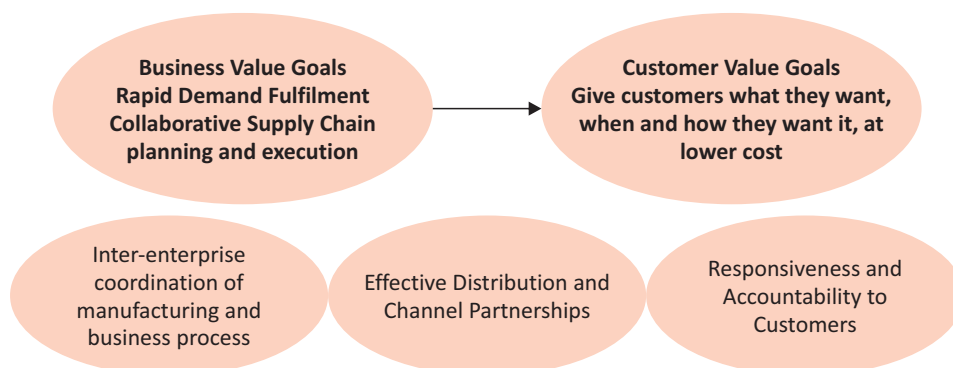 Business Value Goals
Rapid Demand Fulfilment
Collaborative Supply Chain
planning and execution
Customer Value Goals
Give customers what they want,
when and how they want it, at
lower cost
Inter-enterprise
coordination of
manufacturing and
business process
Effective Distribution and
Channel Partnerships
Responsiveness and
Accountability to
Customers